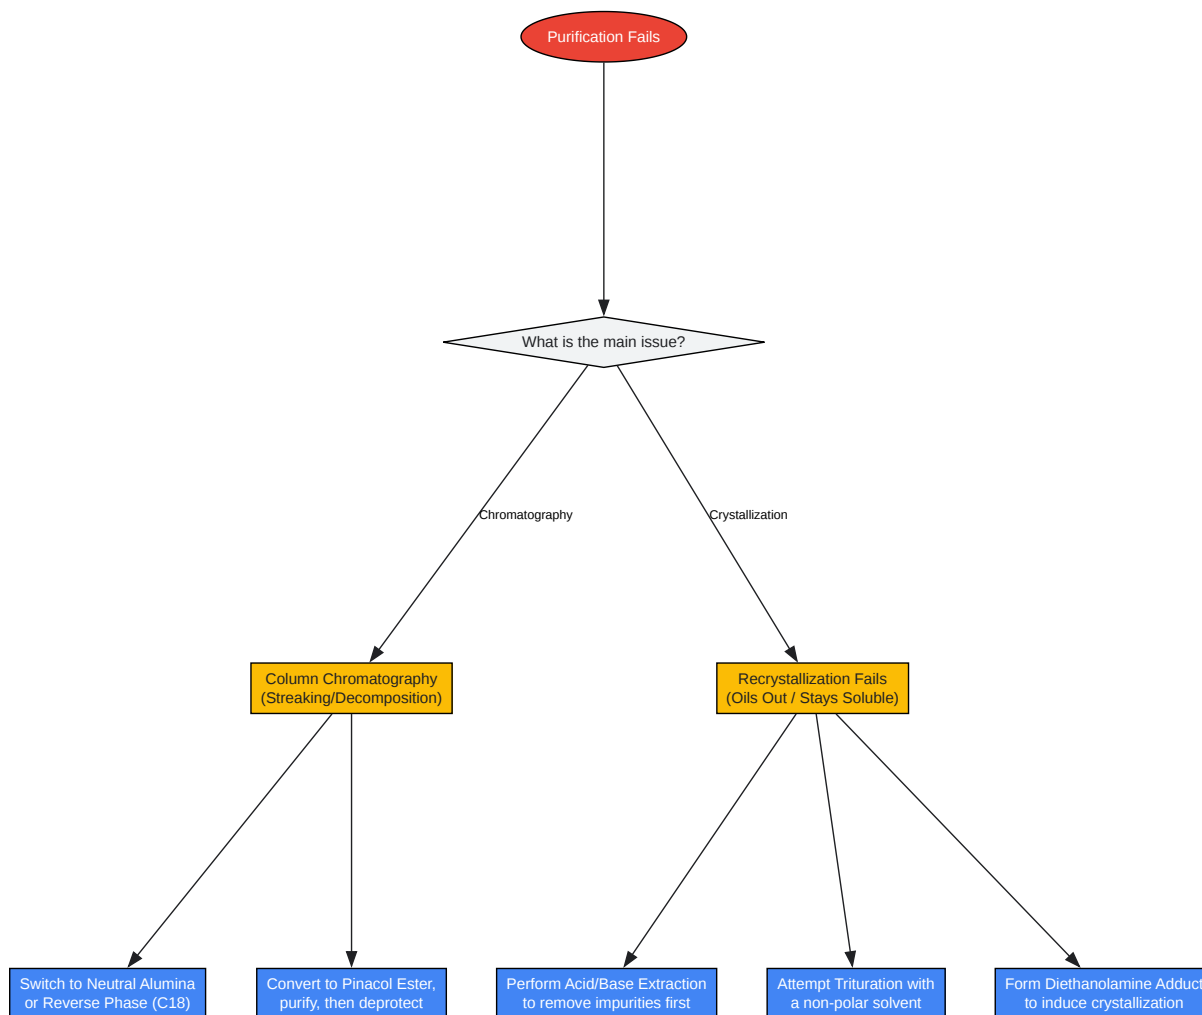 Purification Fails
What is the main issue?
Chromatography
Crystallization
Column Chromatography
(Streaking/Decomposition)
Recrystallization Fails
(Oils Out / Stays Soluble)
Switch to Neutral Alumina
or Reverse Phase (C18)
Convert to Pinacol Ester,
purify, then deprotect
Perform Acid/Base Extraction
to remove impurities first
Attempt Trituration with
a non-polar solvent
Form Diethanolamine Adduct
to induce crystallization